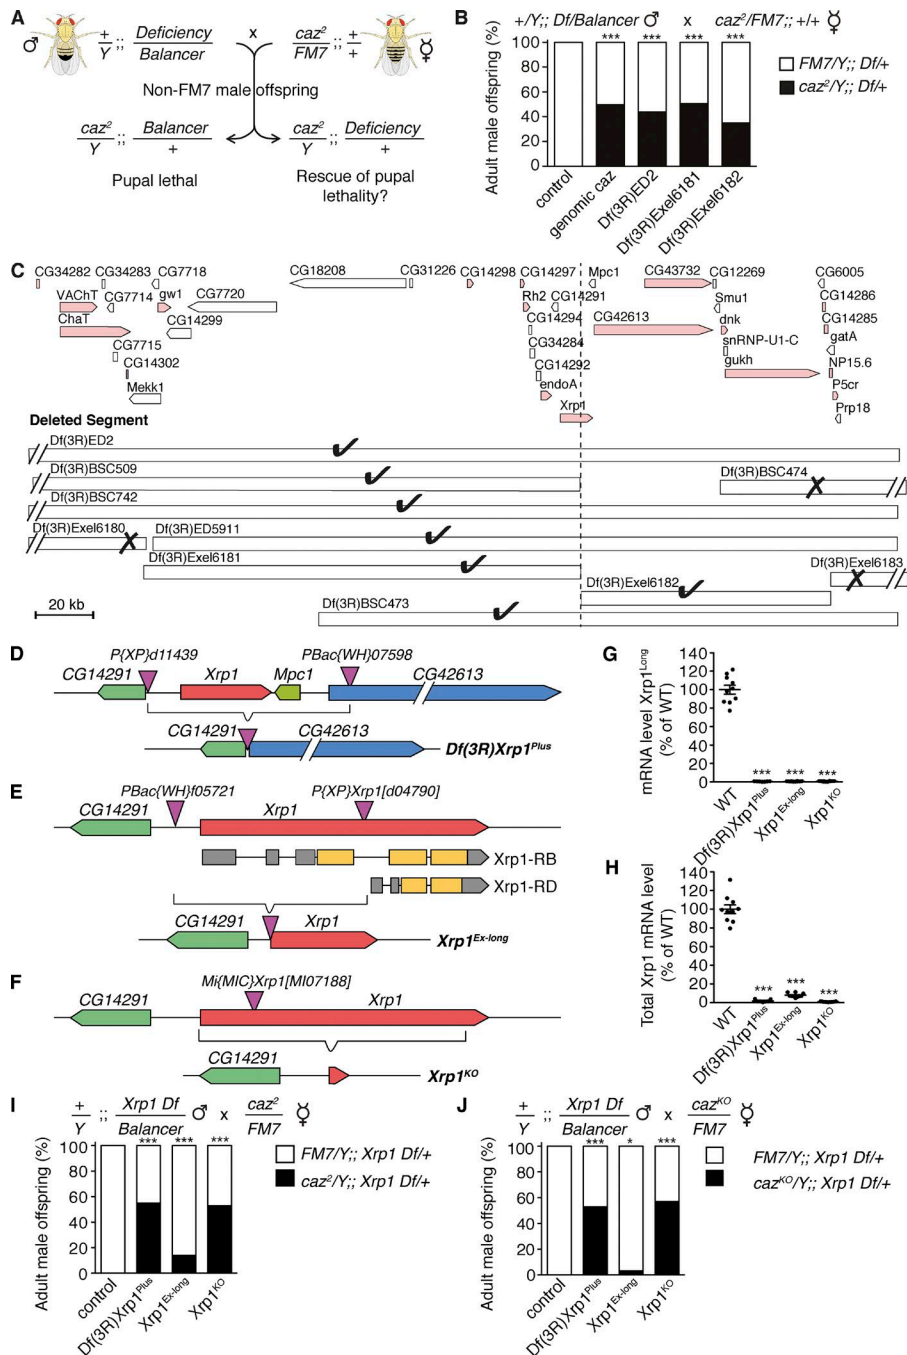 A
♂ +/Y ;; Deficiency/Balancer x caz²/FM7 ;; +/+ ☿
Non-FM7 male offspring
caz²/Y ;; Balancer/+
caz²/Y ;; Deficiency/+
Pupal lethal
Rescue of pupal
lethality?
B
+/Y;; Df/Balancer ♂ x caz²/FM7;; +/+ ☿
Adult male offspring (%)
100
80
60
40
20
0
*** *** *** ***
FM7/Y;; Df/+
caz²/Y;; Df/+
control
genomic caz
Df(3R)ED2
Df(3R)Exel6181
Df(3R)Exel6182
C
CG34282 CG34283 CG7718 CG18208 CG31226 CG14298 CG14297 Mpc1 CG43732 CG12269 CG6005
VAChT CG7714 gw1 CG7720 Rh2 CG14291 Smu1 CG14286
ChaT CG14299 CG14294 CG42613 dnk CG14285
CG7715 CG34284 snRNP-U1-C gatA
CG14302 CG14292 gukh NP15.6
Mekk1 endoA P5cr
Xrp1 Prp18
Deleted Segment
Df(3R)ED2
Df(3R)BSC509 Df(3R)BSC474
Df(3R)BSC742
Df(3R)Exel6180 Df(3R)ED5911
Df(3R)Exel6181 Df(3R)Exel6183
Df(3R)Exel6182
20 kb Df(3R)BSC473
D
P{XP}d11439 PBac{WH}07598
CG14291 Xrp1 Mpc1 CG42613
CG14291 CG42613
Df(3R)Xrp1Plus
E
PBac{WH}f05721 P{XP}Xrp1[d04790]
CG14291 Xrp1
Xrp1-RB
Xrp1-RD
CG14291 Xrp1
Xrp1Ex-long
F
Mi{MIC}Xrp1[MI07188]
CG14291 Xrp1
CG14291
Xrp1KO
G
mRNA level Xrp1Long
(% of WT)
140
120
100
80
60
40
20
0
*** *** ***
WT
Df(3R)Xrp1Plus
Xrp1Ex-long
Xrp1KO
H
Total Xrp1 mRNA level
(% of WT)
140
120
100
80
60
40
20
0
*** *** ***
WT
Df(3R)Xrp1Plus
Xrp1Ex-long
Xrp1KO
I
+/Y ;; Xrp1 Df/Balancer ♂ x caz²/FM7 ☿
Adult male offspring (%)
100
80
60
40
20
0
*** *** ***
FM7/Y;; Xrp1 Df/+
caz²/Y;; Xrp1 Df/+
control
Df(3R)Xrp1Plus
Xrp1Ex-long
Xrp1KO
J
+/Y ;; Xrp1 Df/Balancer ♂ x cazKO/FM7 ☿
Adult male offspring (%)
100
80
60
40
20
0
*** * ***
FM7/Y;; Xrp1 Df/+
cazKO/Y;; Xrp1 Df/+
control
Df(3R)Xrp1Plus
Xrp1Ex-long
Xrp1KO